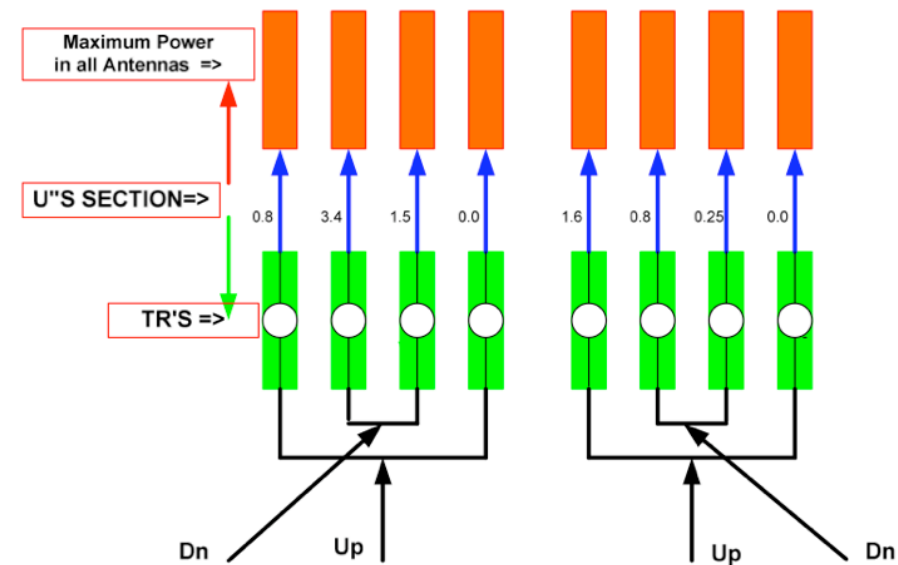 Maximum Power
in all Antennas =>
U"S SECTION=>
0.8 3.4 1.5 0.0 1.6 0.8 0.25 0.0
TR'S =>
Dn Up Up Dn